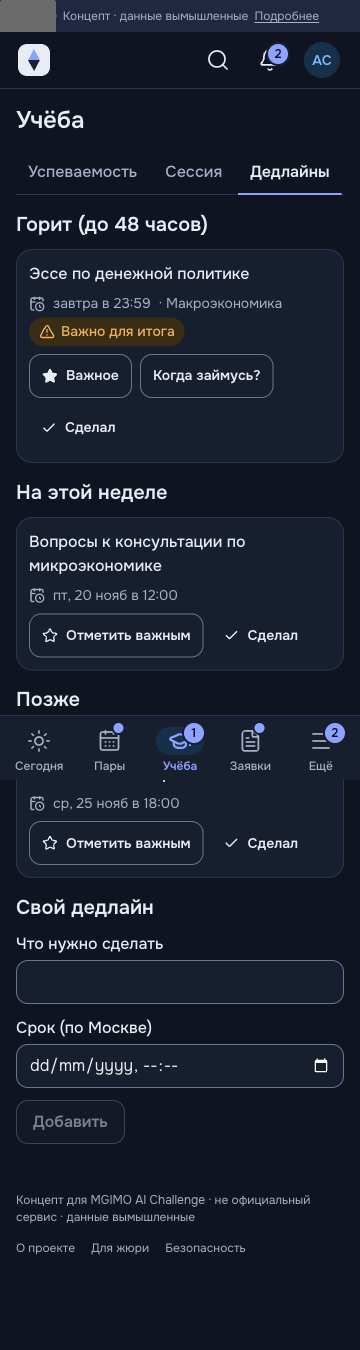 Концепт · данные вымышленные Подробнее
2
АС
Учёба
Успеваемость Сессия Дедлайны
Горит (до 48 часов)
Эссе по денежной политике
завтра в 23:59 · Макроэкономика
Важно для итога
Важное Когда займусь?
Сделал
На этой неделе
Вопросы к консультации по
микроэкономике
пт, 20 нояб в 12:00
Отметить важным Сделал
Позже
1 2
Сегодня Пары Учёба Заявки Ещё
ср, 25 нояб в 18:00
Отметить важным Сделал
Свой дедлайн
Что нужно сделать
Срок (по Москве)
dd/mm/yyyy, --:--
Добавить
Концепт для MGIMO AI Challenge · не официальный
сервис · данные вымышленные
О проекте Для жюри Безопасность